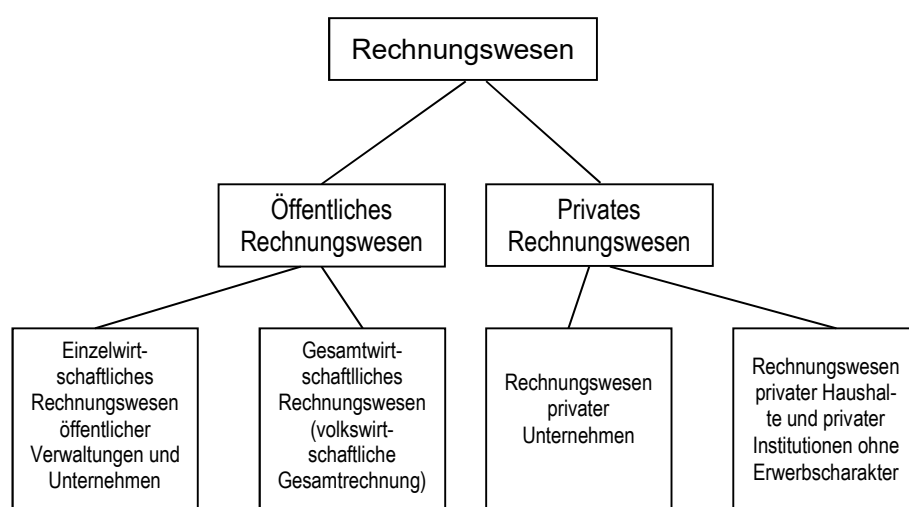 Rechnungswesen
Öffentliches
Rechnungswesen
Privates
Rechnungswesen
Einzelwirt-
schaftliches
Rechnungswesen
öffentlicher
Verwaltungen und
Unternehmen
Gesamtwirt-
schaftlliches
Rechnungswesen
(volkswirt-
schaftliche
Gesamtrechnung)
Rechnungswesen
privater
Unternehmen
Rechnungswesen
privater Haushal-
te und privater
Institutionen ohne
Erwerbscharakter